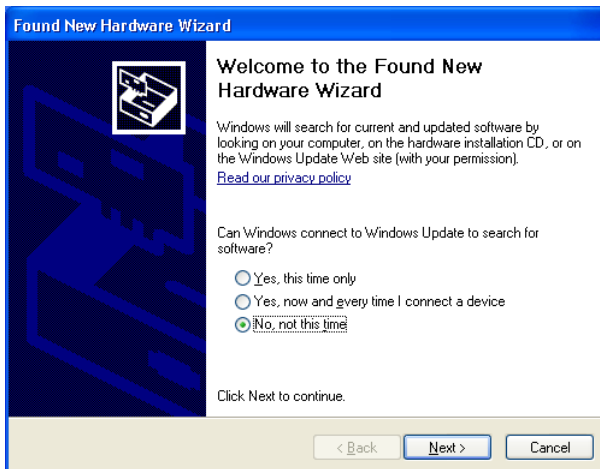 Found New Hardware Wizard
Welcome to the Found New
Hardware Wizard
Windows will search for current and updated software by
looking on your computer, on the hardware installation CD, or on
the Windows Update Web site (with your permission).
Read our privacy policy
Can Windows connect to Windows Update to search for
software?
Yes, this time only
Yes, now and every time I connect a device
No, not this time
Click Next to continue.
< Back
Next >
Cancel